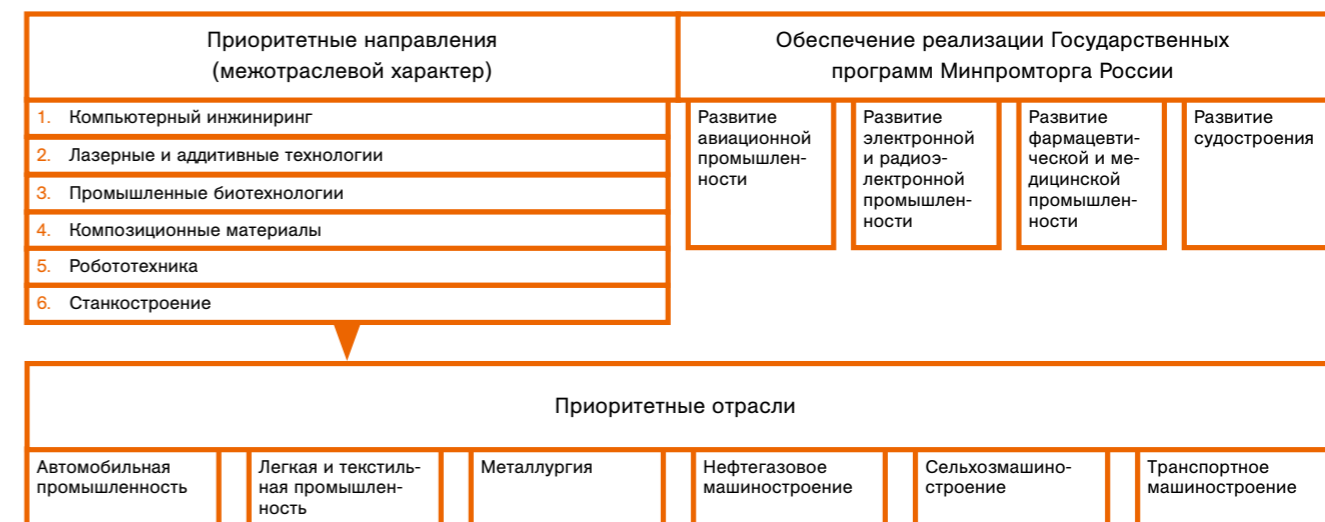 Приоритетные направления
(межотраслевой характер)
1. Компьютерный инжиниринг
2. Лазерные и аддитивные технологии
3. Промышленные биотехнологии
4. Композиционные материалы
5. Робототехника
6. Станкостроение
Обеспечение реализации Государственных
программ Минпромторга России
Развитие
авиационной
промышлен-
ности
Развитие
электронной
и радиоэ-
лектронной
промышлен-
ности
Развитие
фармацевти-
ческой и ме-
дицинской
промышлен-
ности
Развитие
судостроения
Приоритетные отрасли
Автомобильная
промышленность
Легкая и текстиль-
ная промышлен-
ность
Металлургия
Нефтегазовое
машиностроение
Сельхозмашино-
строение
Транспортное
машиностроение